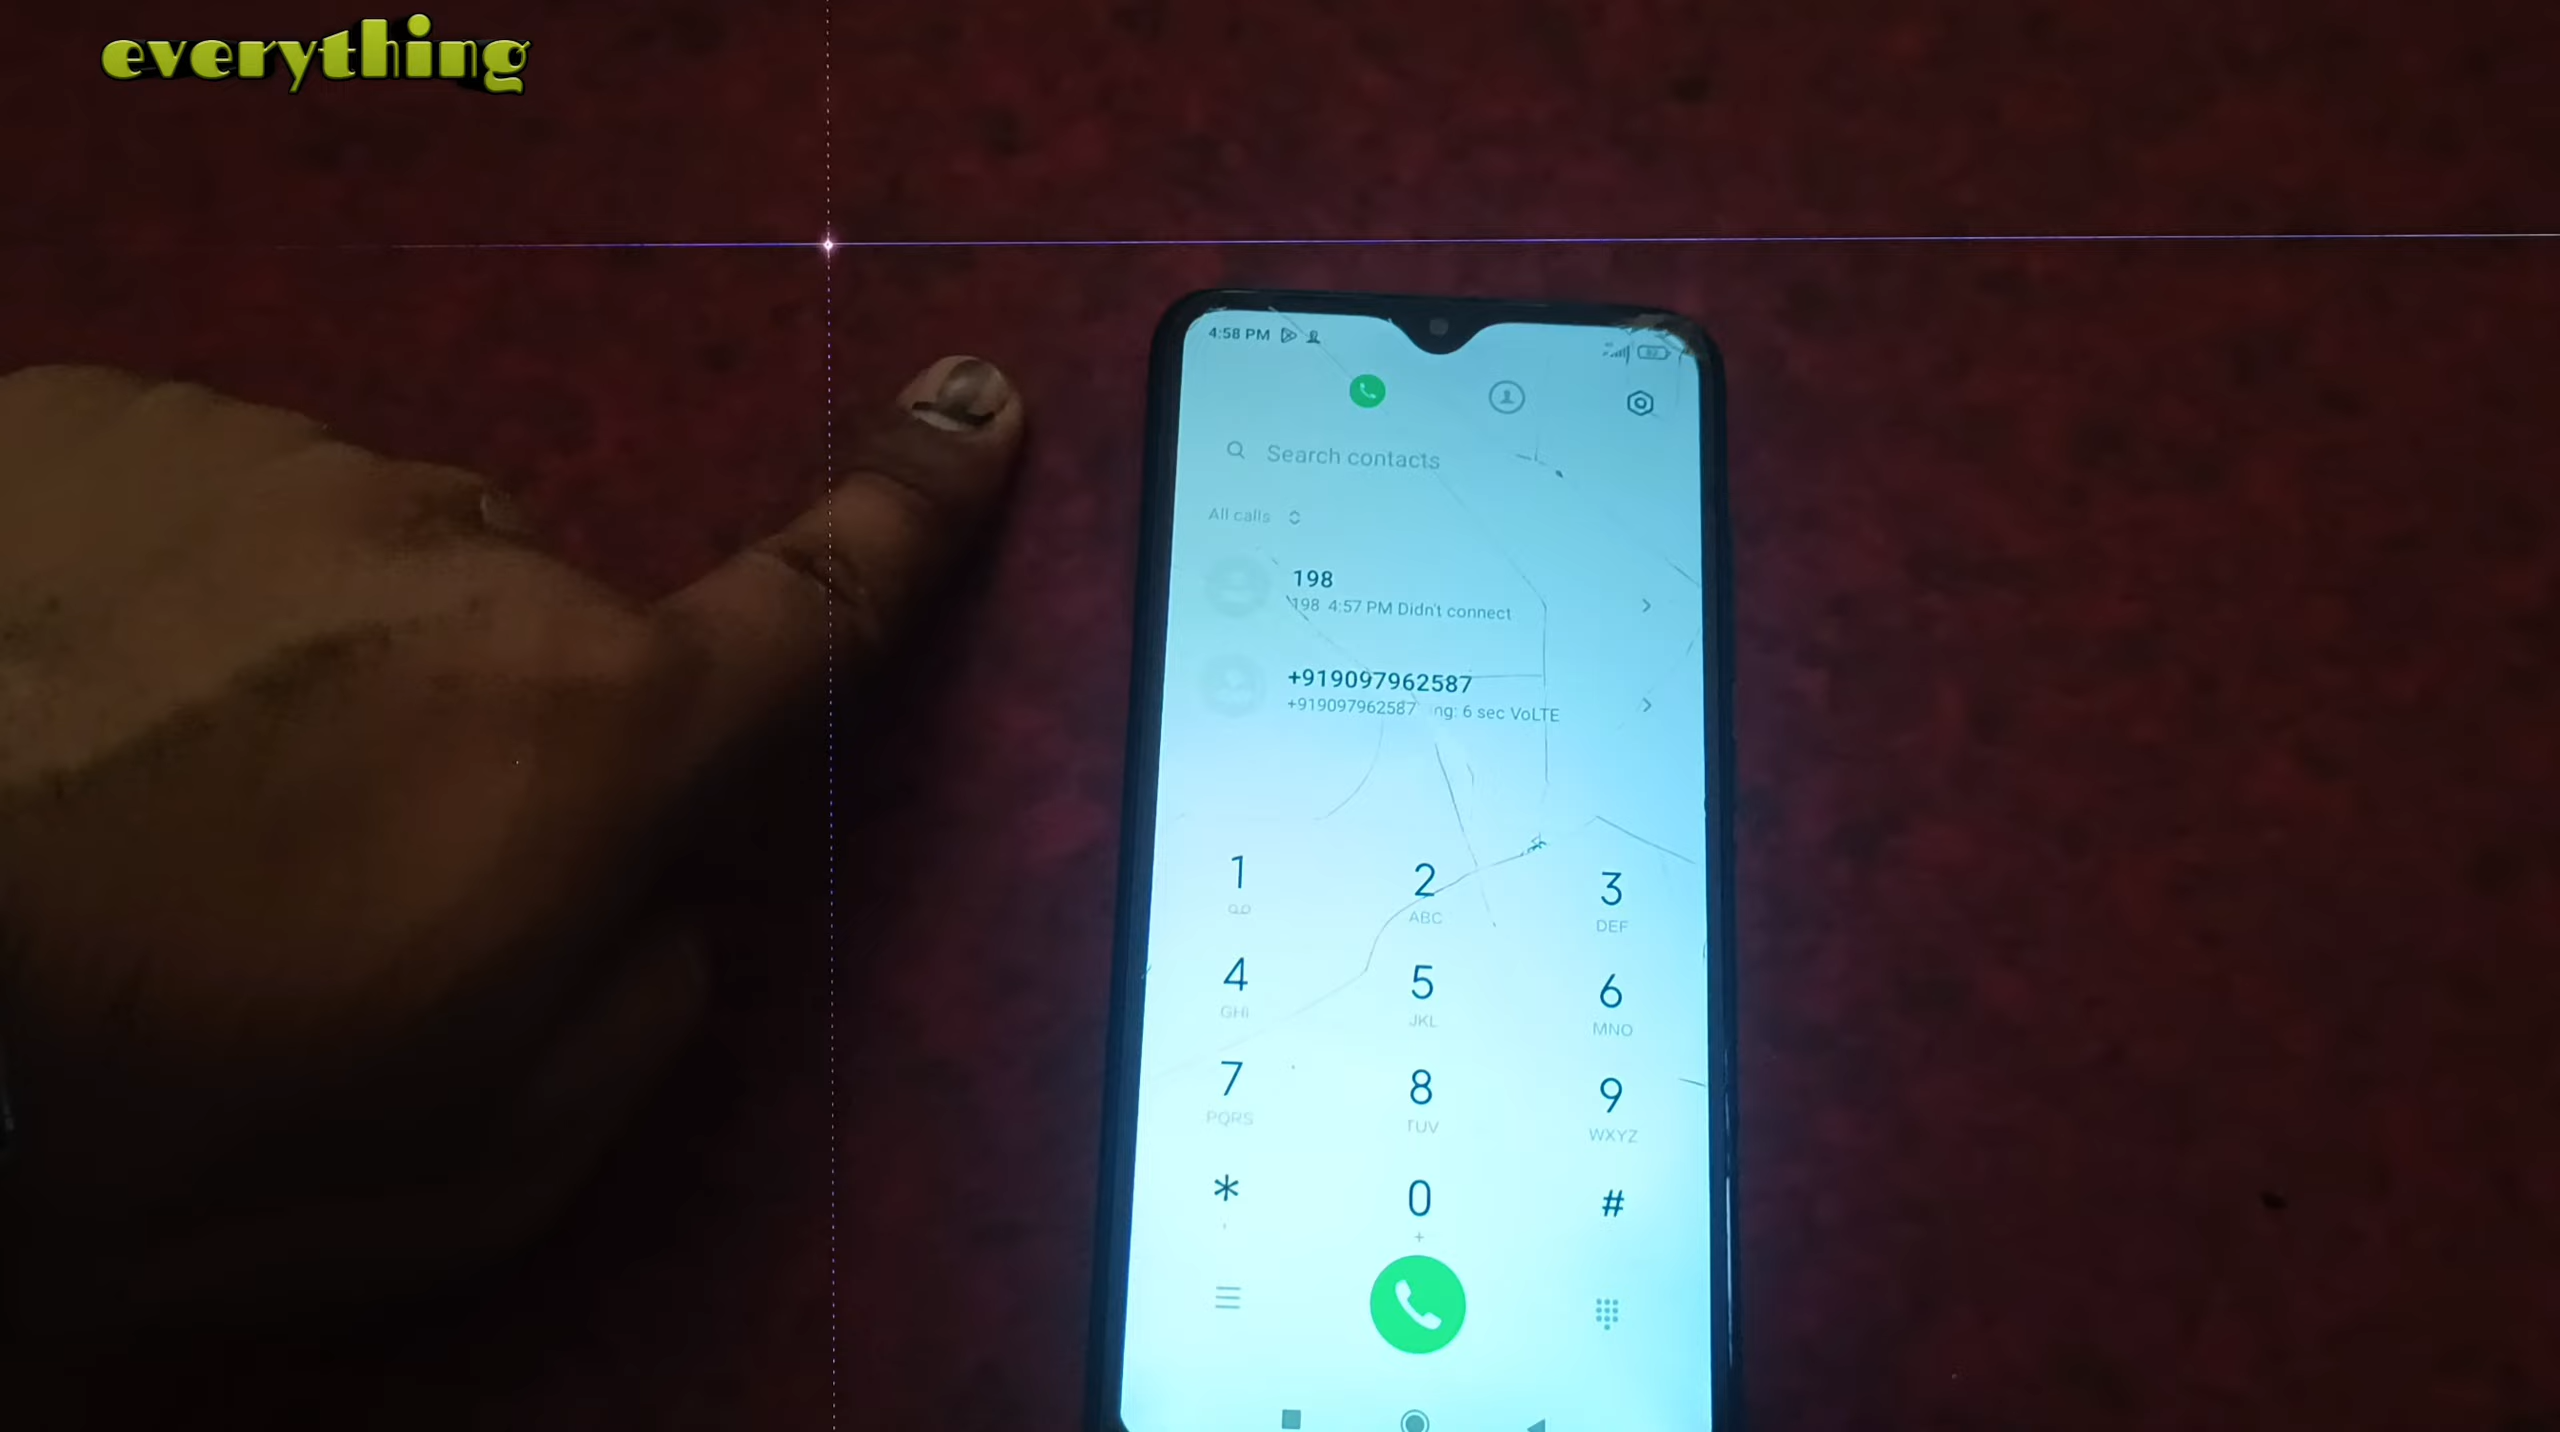 everything
4:58 PM
Search contacts
All calls
198
198 4:57 PM Didn't connect
+919097962587
+919097962587 ng: 6 sec VoLTE
1
2
ABC
3
DEF
4
GHI
5
JKL
6
MNO
7
PQRS
8
TUV
9
WXYZ
*
,
0
+
#